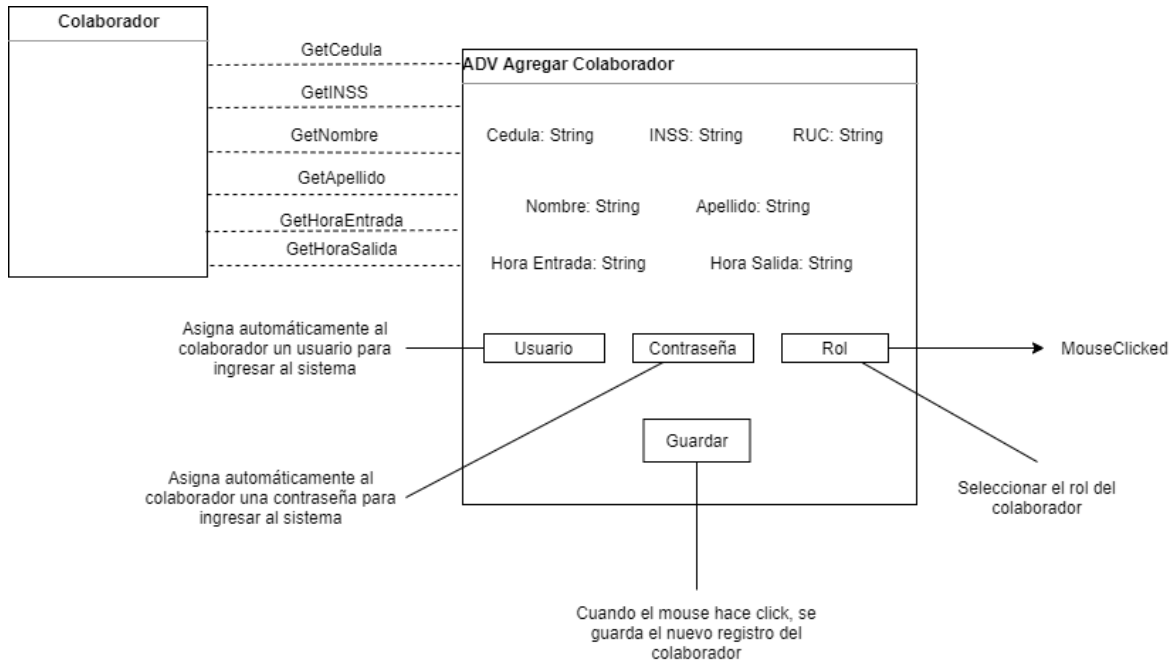 Colaborador
GetCedula
ADV Agregar Colaborador
GetINSS
GetNombre
Cedula: String
INSS: String
RUC: String
GetApellido
Nombre: String
Apellido: String
GetHoraEntrada
GetHoraSalida
Hora Entrada: String
Hora Salida: String
Asigna automáticamente al
colaborador un usuario para
ingresar al sistema
Usuario
Contraseña
Rol
MouseClicked
Guardar
Asigna automáticamente al
colaborador una contraseña para
ingresar al sistema
Seleccionar el rol del
colaborador
Cuando el mouse hace click, se
guarda el nuevo registro del
colaborador